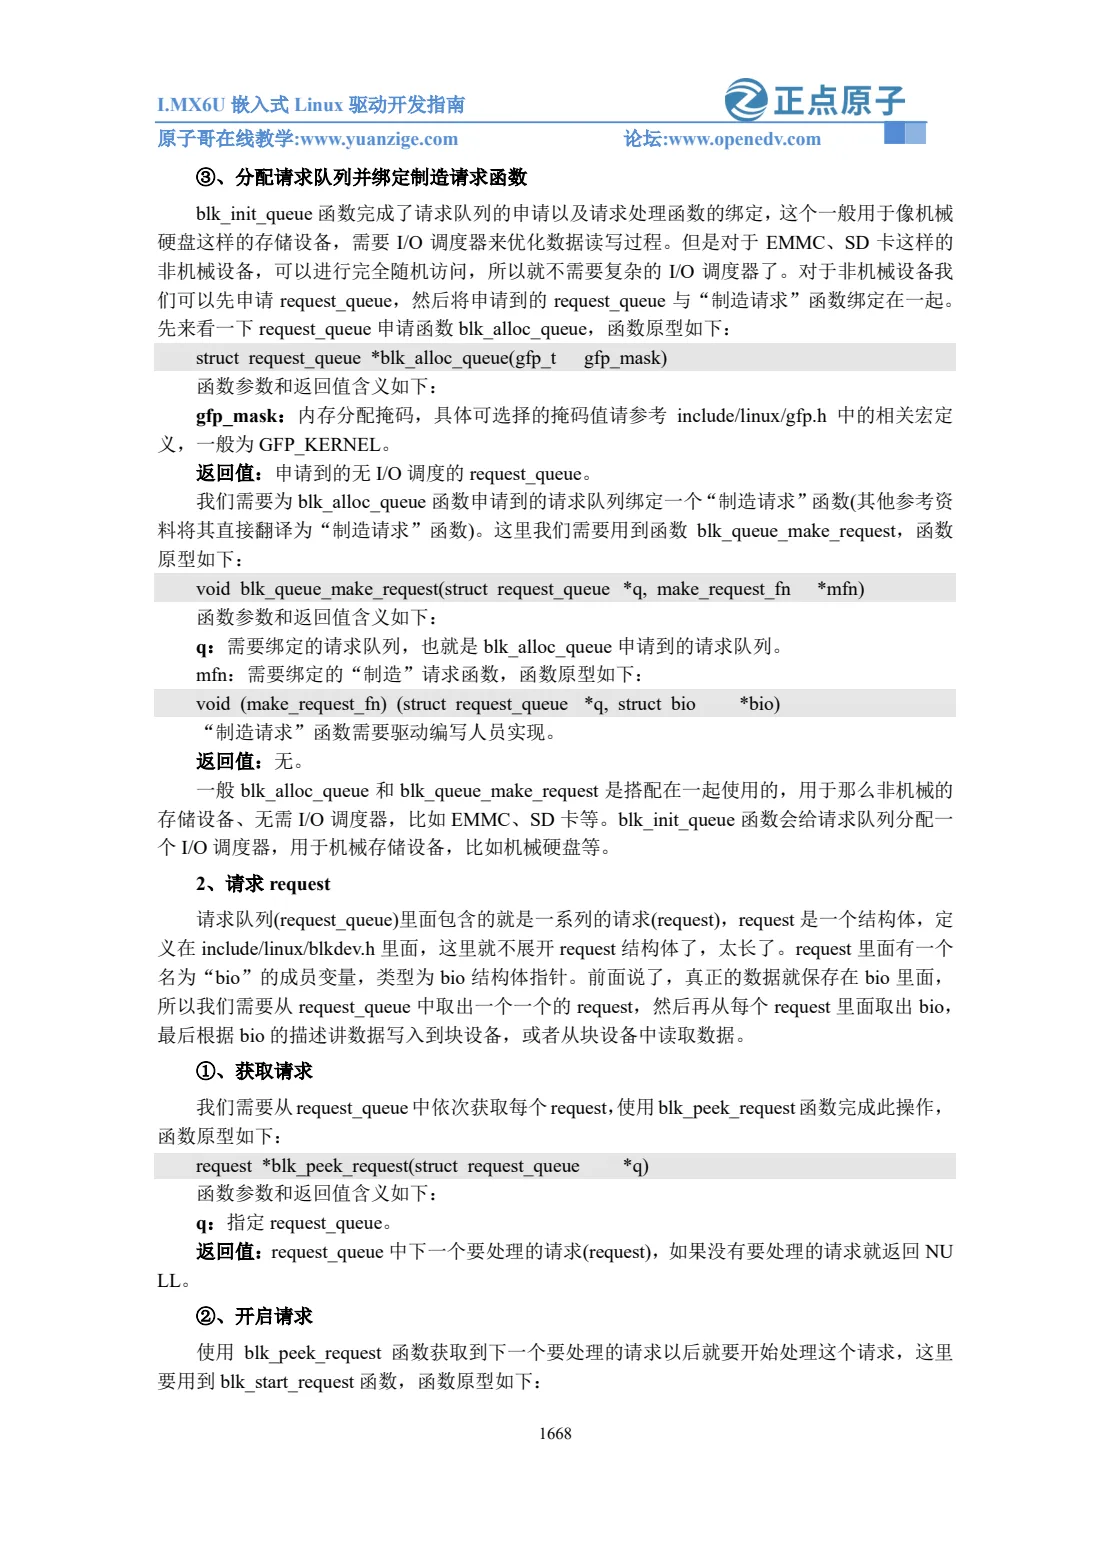 I.MX6U 嵌入式 Linux 驱动开发指南
正点原子
原子哥在线教学:www.yuanzige.com 论坛:www.openedv.com
③、分配请求队列并绑定制造请求函数
blk_init_queue 函数完成了请求队列的申请以及请求处理函数的绑定，这个一般用于像机械
硬盘这样的存储设备，需要 I/O 调度器来优化数据读写过程。但是对于 EMMC、SD 卡这样的
非机械设备，可以进行完全随机访问，所以就不需要复杂的 I/O 调度器了。对于非机械设备我
们可以先申请 request_queue，然后将申请到的 request_queue 与“制造请求”函数绑定在一起。
先来看一下 request_queue 申请函数 blk_alloc_queue，函数原型如下：
struct request_queue *blk_alloc_queue(gfp_t gfp_mask)
函数参数和返回值含义如下：
gfp_mask：内存分配掩码，具体可选择的掩码值请参考 include/linux/gfp.h 中的相关宏定
义，一般为 GFP_KERNEL。
返回值：申请到的无 I/O 调度的 request_queue。
我们需要为 blk_alloc_queue 函数申请到的请求队列绑定一个“制造请求”函数(其他参考资
料将其直接翻译为“制造请求”函数)。这里我们需要用到函数 blk_queue_make_request，函数
原型如下：
void blk_queue_make_request(struct request_queue *q, make_request_fn *mfn)
函数参数和返回值含义如下：
q：需要绑定的请求队列，也就是 blk_alloc_queue 申请到的请求队列。
mfn：需要绑定的“制造”请求函数，函数原型如下：
void (make_request_fn) (struct request_queue *q, struct bio *bio)
“制造请求”函数需要驱动编写人员实现。
返回值：无。
一般 blk_alloc_queue 和 blk_queue_make_request 是搭配在一起使用的，用于那么非机械的
存储设备、无需 I/O 调度器，比如 EMMC、SD 卡等。blk_init_queue 函数会给请求队列分配一
个 I/O 调度器，用于机械存储设备，比如机械硬盘等。
2、请求 request
请求队列(request_queue)里面包含的就是一系列的请求(request)，request 是一个结构体，定
义在 include/linux/blkdev.h 里面，这里就不展开 request 结构体了，太长了。request 里面有一个
名为“bio”的成员变量，类型为 bio 结构体指针。前面说了，真正的数据就保存在 bio 里面，
所以我们需要从 request_queue 中取出一个一个的 request，然后再从每个 request 里面取出 bio，
最后根据 bio 的描述讲数据写入到块设备，或者从块设备中读取数据。
①、获取请求
我们需要从 request_queue 中依次获取每个 request，使用 blk_peek_request 函数完成此操作，
函数原型如下：
request *blk_peek_request(struct request_queue *q)
函数参数和返回值含义如下：
q：指定 request_queue。
返回值：request_queue 中下一个要处理的请求(request)，如果没有要处理的请求就返回 NU
LL。
②、开启请求
使用 blk_peek_request 函数获取到下一个要处理的请求以后就要开始处理这个请求，这里
要用到 blk_start_request 函数，函数原型如下：
1668